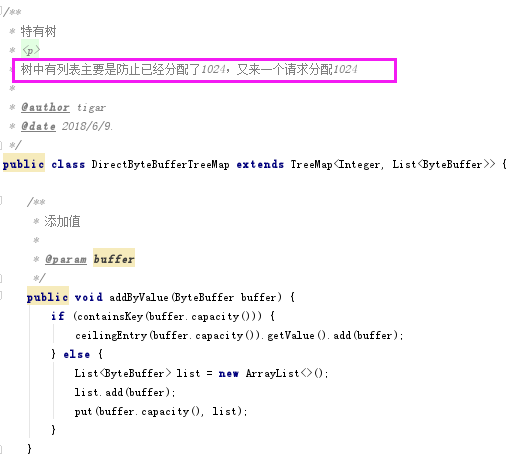 /**
* 特有树
* <p>
* 树中有列表主要是防止已经分配了1024，又来一个请求分配1024
*
* @author tigar
* @date 2018/6/9.
*/
public class DirectByteBufferTreeMap extends TreeMap<Integer, List<ByteBuffer>> {
/**
* 添加值
*
* @param buffer
*/
public void addByValue(ByteBuffer buffer) {
if (containsKey(buffer.capacity())) {
ceilingEntry(buffer.capacity()).getValue().add(buffer);
} else {
List<ByteBuffer> list = new ArrayList<>();
list.add(buffer);
put(buffer.capacity(), list);
}
}